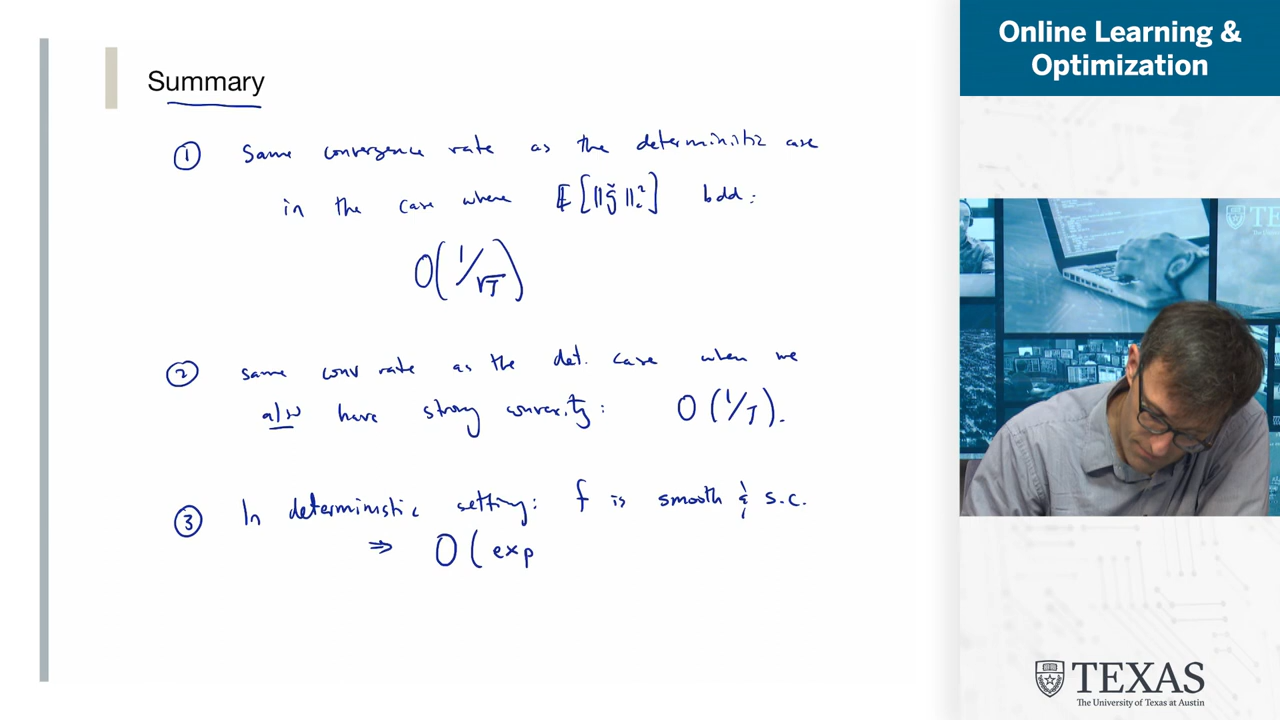 Online Learning &
Optimization
Summary
① Same convergence rate as the deterministic case
in the case where 𝔼[‖g̃‖²] bdd:
O(1/√T)
② same conv rate as the det. case when we
also have strong convexity: O(1/T).
③ In deterministic setting: f is smooth & s.c.
⇒ O(exp
TE
TEXAS
The University of Texas at Austin